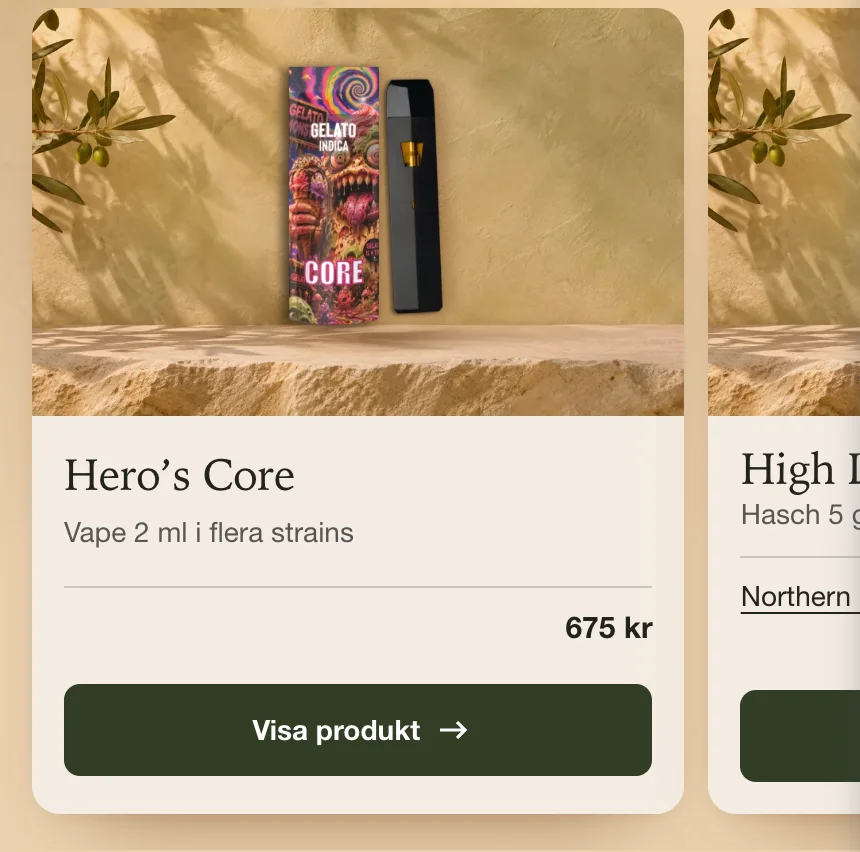 GELATO
INDICA
CORE
Hero’s Core
Vape 2 ml i flera strains
675 kr
Visa produkt →
High
Hasch 5 g
Northern